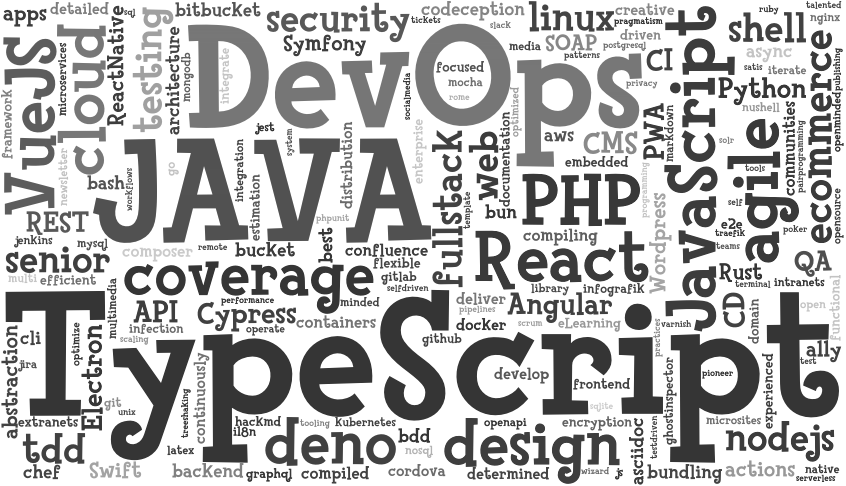 apps
detailed
sql
bitbucket
security
tickets
codeception
slack
linux
creative
pragmatism
ruby
talented
nginx
shell
driven
postgresql
SOAP
media
patterns
Symfony
focused
mocha
rome
DevOps
integrate
mongodb
architecture
testing
ReactNative
microservices
cloud
VueJS
framework
socialmedia
optimized
CI
privacy
async
satis
iterate
Python
nushell
openminded
publishing
ecommerce
JavaScript
PWA
markdown
aws
CMS
embedded
documentation
web
fullstack
template
enterprise
distribution
system
jest
JAVA
integration
estimation
go
phpunit
newsletter
bash
workflows
REST
jenkins
mysql
senior
composer
remote
bucket
best
confluence
flexible
gitlab
selfdriven
bun
PHP
compiling
programming
Wordpress
solr
agile
tools
communities
pairprogramming
self
e2e
traefik
teams
poker
opensource
QA
React
library
infografik
Rust
terminal
intranets
multi
efficient
multimedia
coverage
performance
minded
API
Cypress
containers
infection
scaling
operate
deliver
pipelines
Angular
docker
scrum
eLearning
github
practices
varnish
CD
domain
open
functional
ally
test
TypeScript
cli
jira
abstraction
optimize
Electron
git
unix
extranets
treeshaking
continuously
develop
frontend
sqlite
pioneer
experienced
ghostinspector
microsites
nodejs
tdd
chef
Swift
latex
backend
hackmd
i18n
tooling
kubernetes
deno
bdd
nosql
graphql
compiled
cordova
openapi
design
determined
wizard
encryption
js
asciidoc
testdriven
bundling
actions
native
serverless